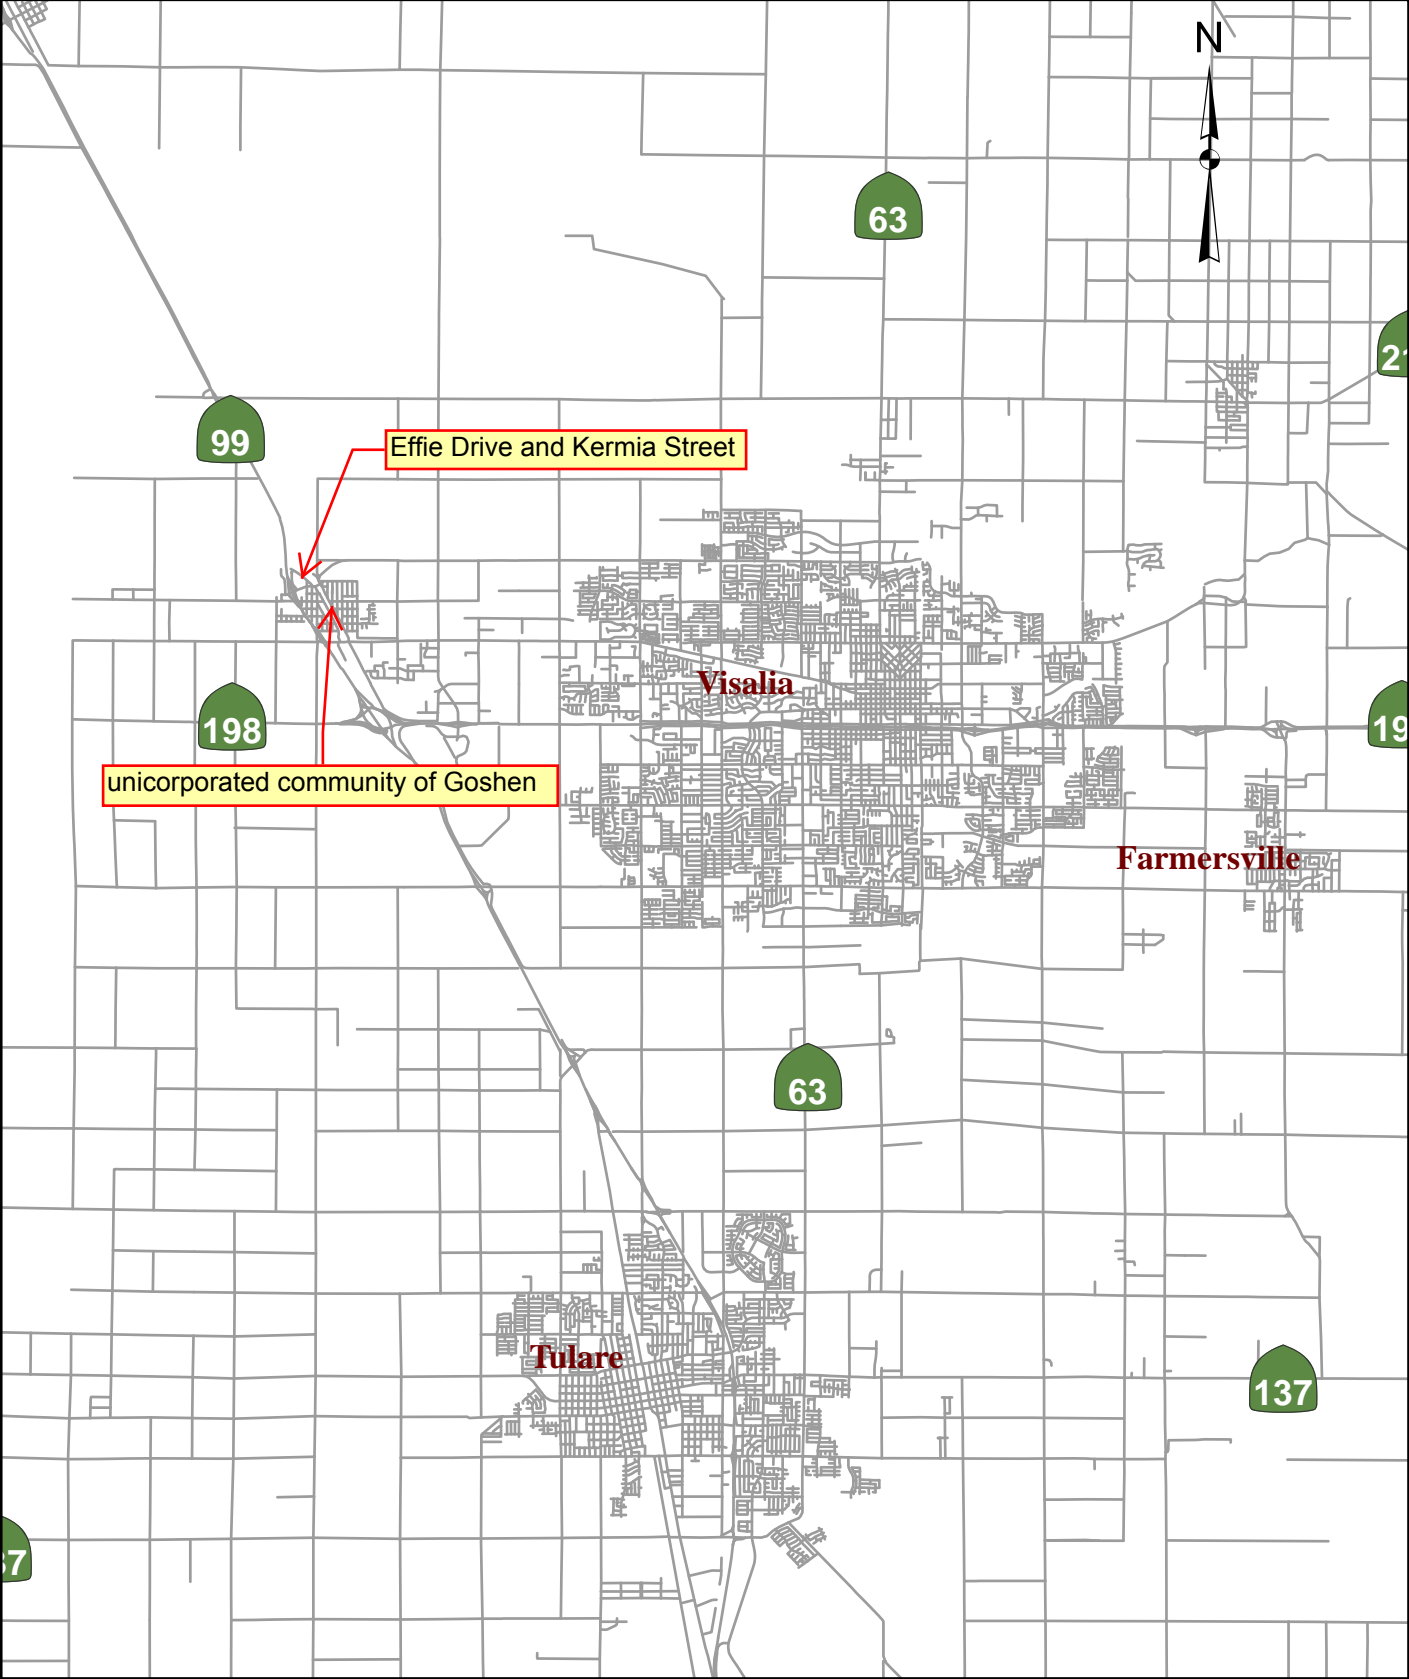 N
63
21
99
Effie Drive and Kermia Street
Visalia
198
19
unicorporated community of Goshen
Farmersville
63
Tulare
137
37